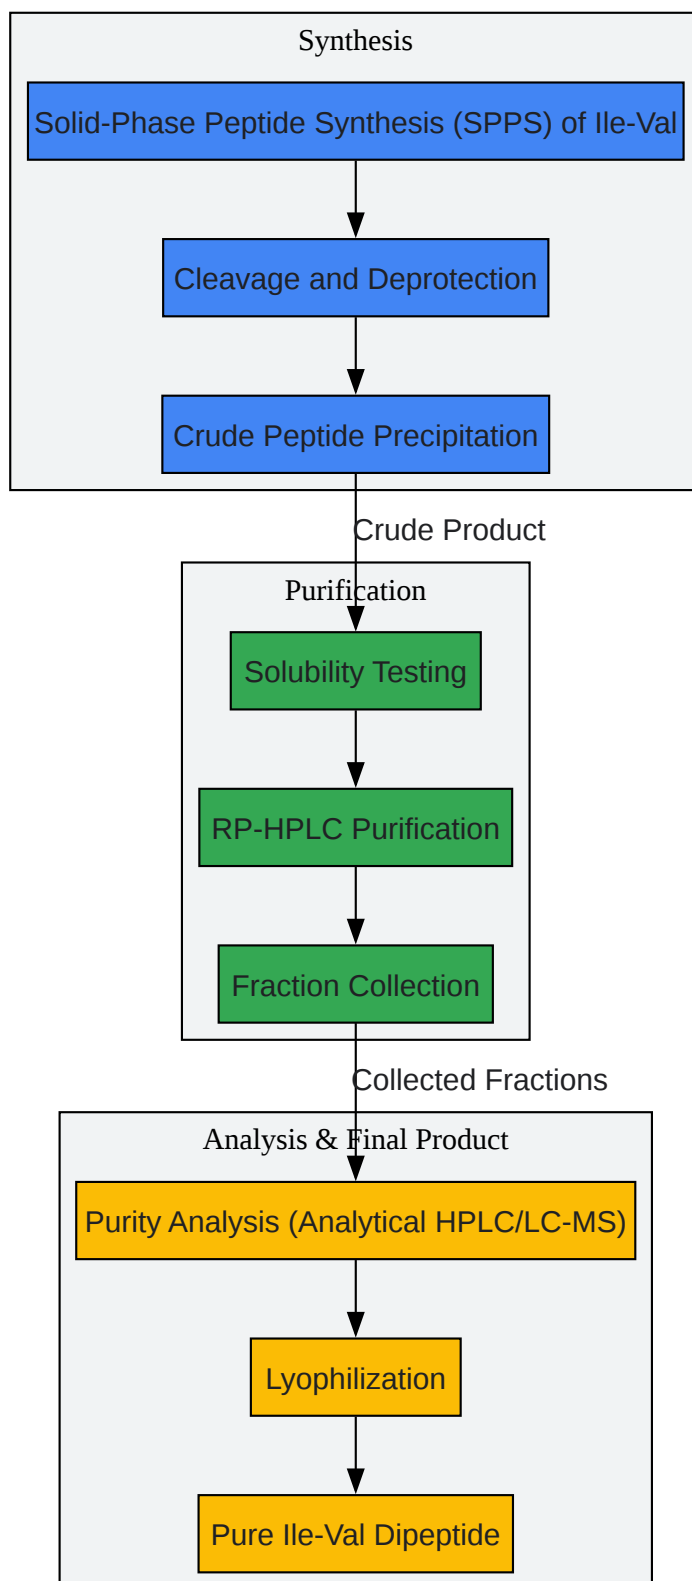 Synthesis
Solid-Phase Peptide Synthesis (SPPS) of Ile-Val
Cleavage and Deprotection
Crude Peptide Precipitation
Crude Product
Purification
Solubility Testing
RP-HPLC Purification
Fraction Collection
Collected Fractions
Analysis & Final Product
Purity Analysis (Analytical HPLC/LC-MS)
Lyophilization
Pure Ile-Val Dipeptide